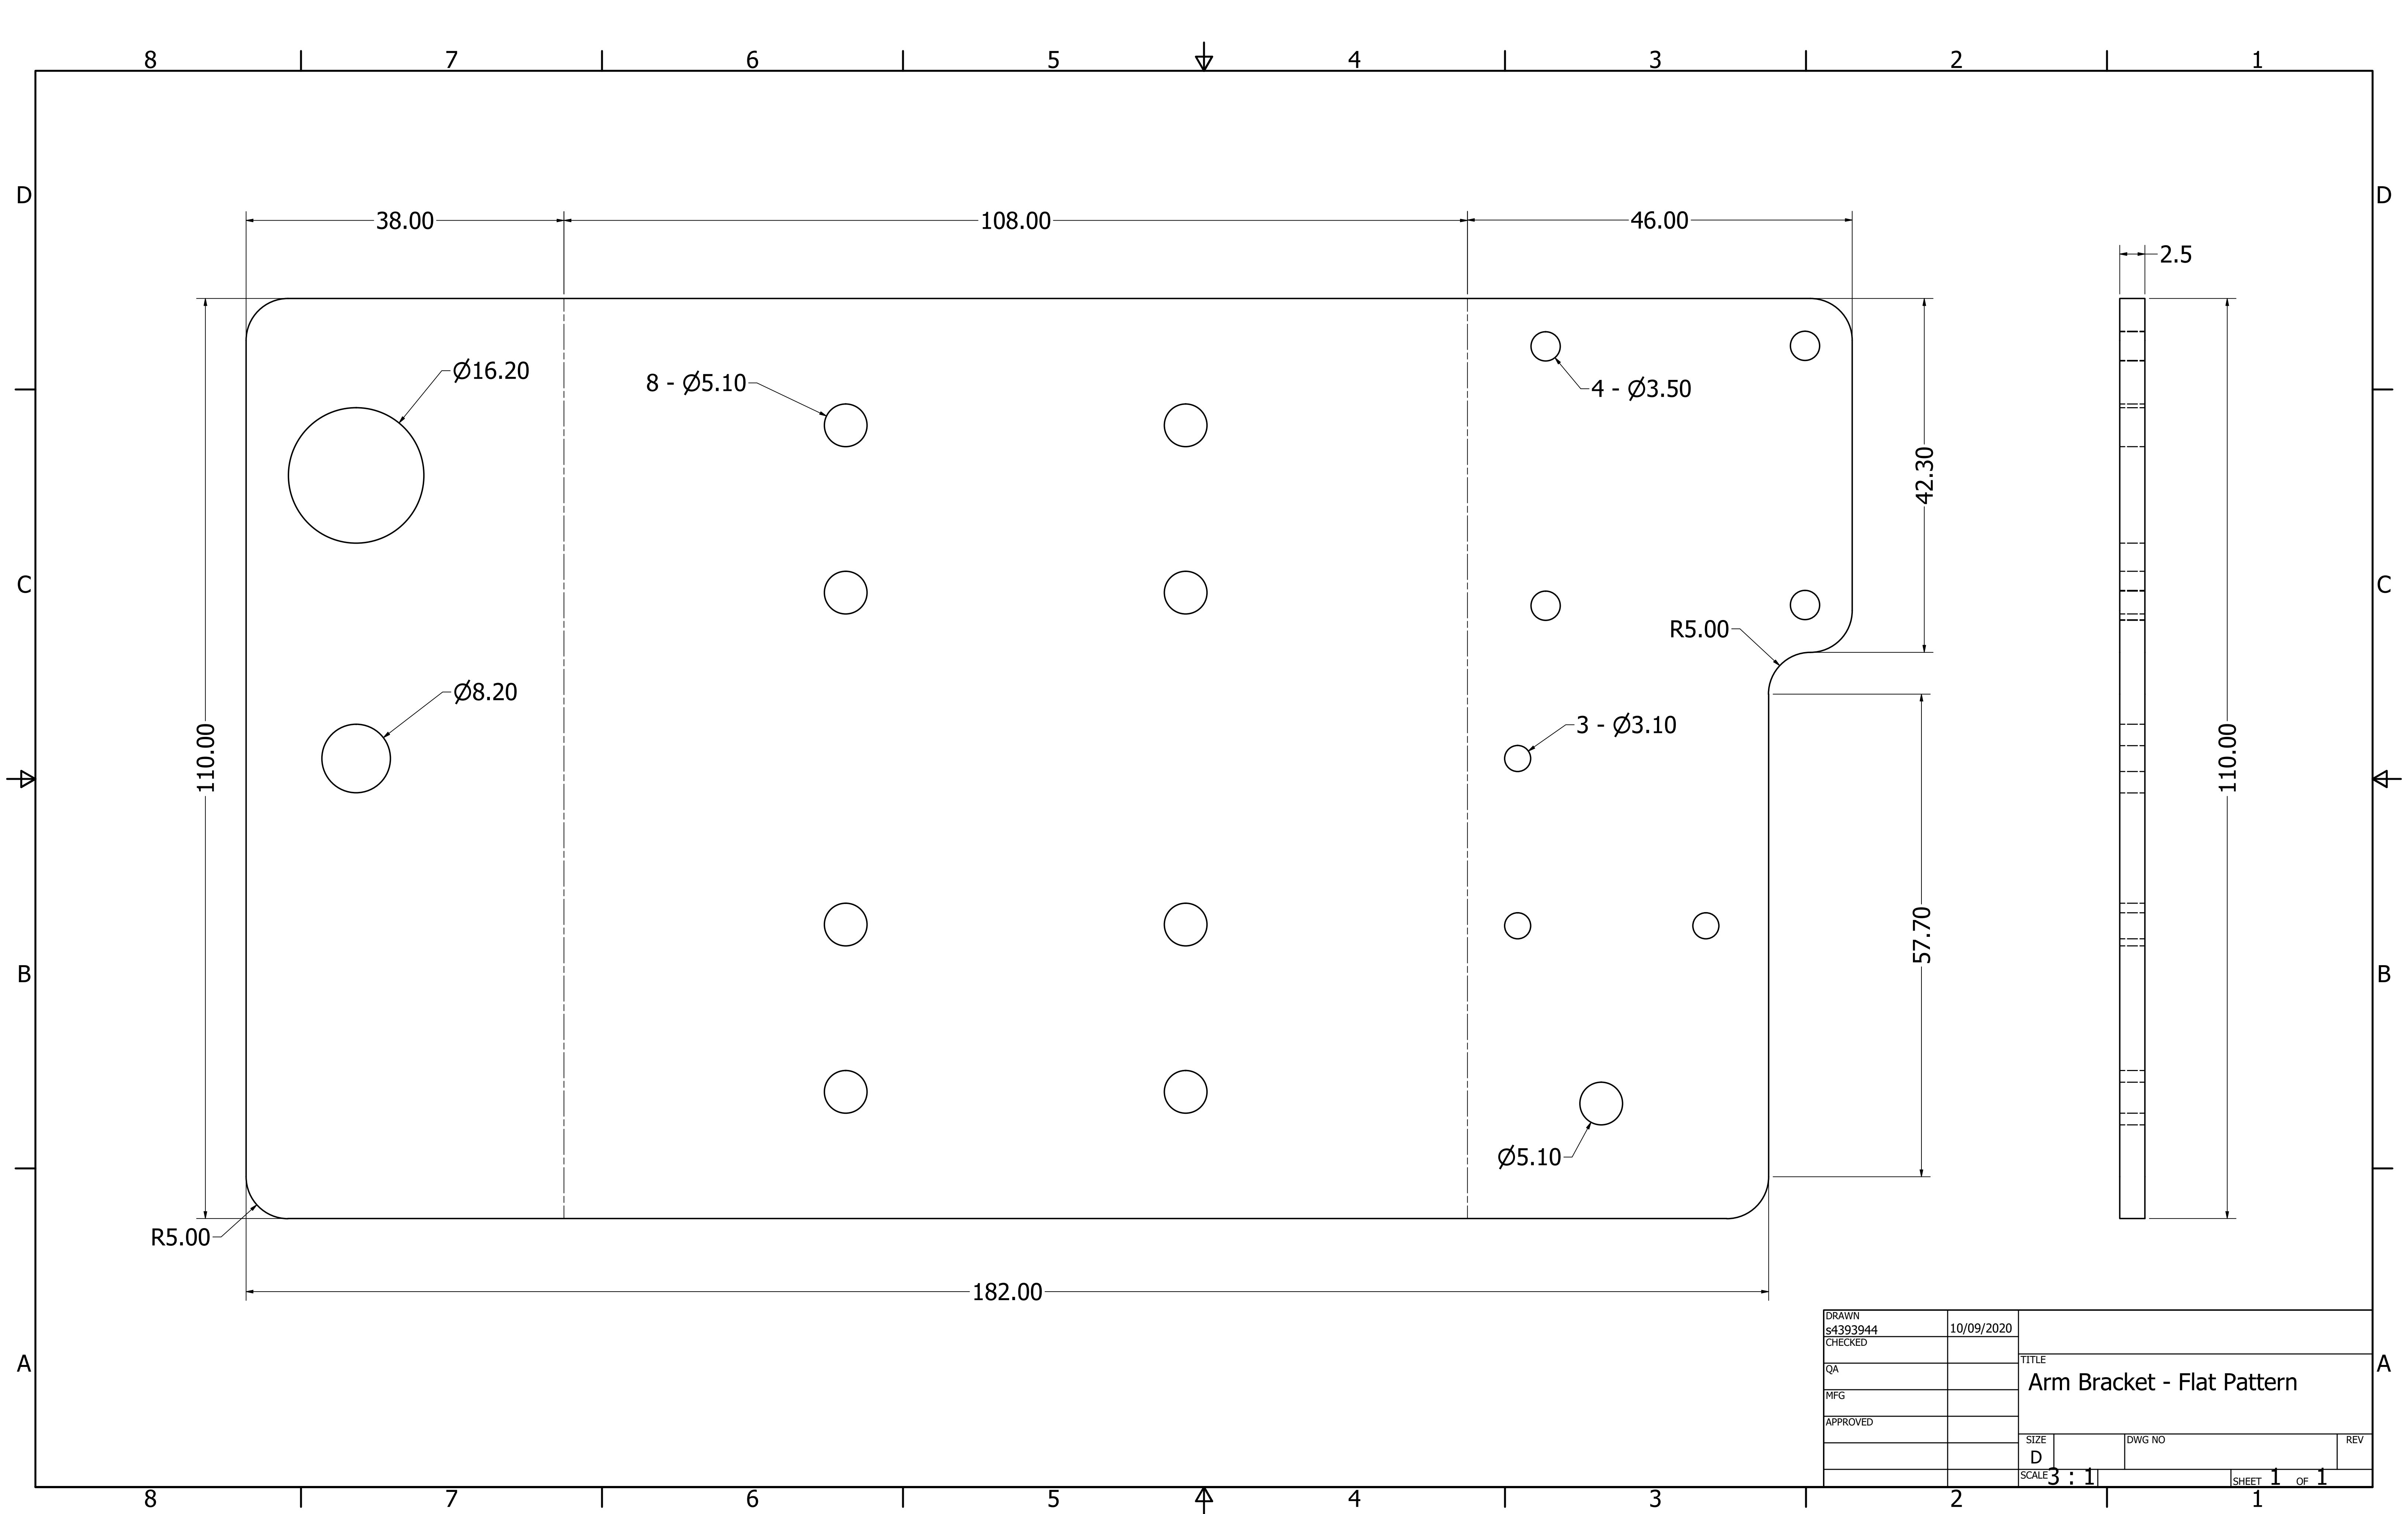 8 7 6 5 4 3 2 1
D D
38.00 108.00 46.00
2.5
Ø16.20
8 - Ø5.10
4 - Ø3.50
42.30
C C
R5.00
Ø8.20
3 - Ø3.10
110.00
110.00
57.70
B B
Ø5.10
R5.00
182.00
A A
DRAWN
s4393944 10/09/2020
CHECKED
QA
MFG
APPROVED
TITLE
Arm Bracket - Flat Pattern
SIZE
D
DWG NO
REV
SCALE 3 : 1
SHEET 1 OF 1
8 7 6 5 4 3 2 1